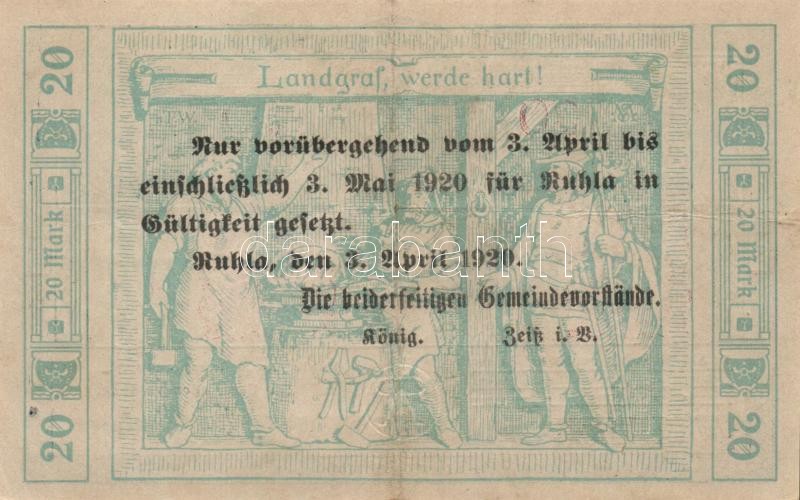 20
20 Mark
20
Landgraf, werde hart!
Nur vorübergehend vom 3. April bis
einschließlich 3. Mai 1920 für Ruhla in
Gültigkeit gesetzt.
Ruhla, den 3. April 1920.
Die beiderseitigen Gemeindevorstände.
König. Zeiß i. V.
darabanth
20
20 Mark
20